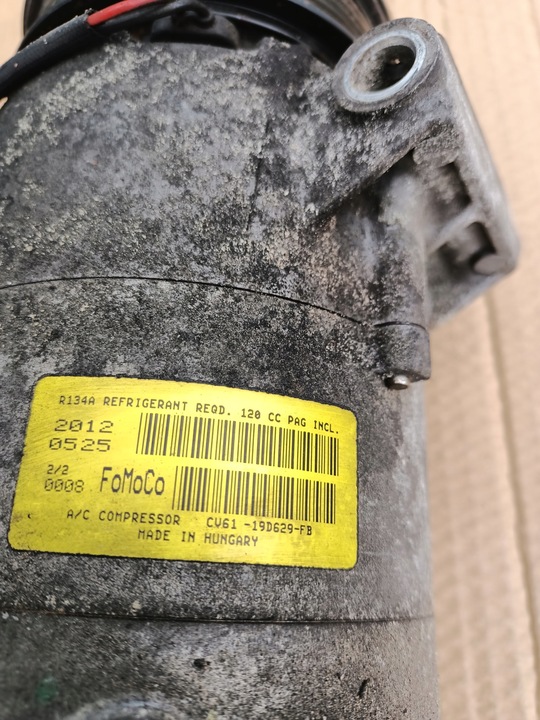 R134A REFRIGERANT REQD. 120 CC PAG INCL.
2012
0525
2/2
0008 FoMoCo
A/C COMPRESSOR CV61-19D629-FB
MADE IN HUNGARY